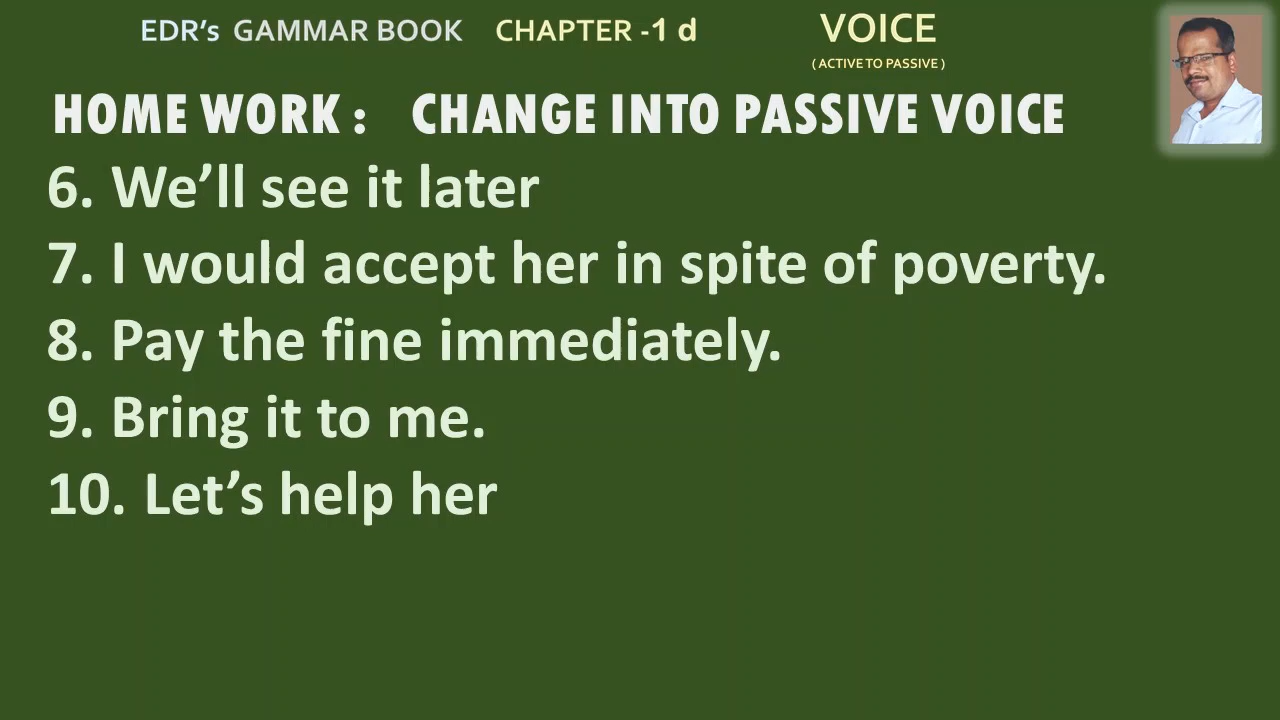 EDR's GAMMAR BOOK CHAPTER -1 d VOICE
( ACTIVE TO PASSIVE )
HOME WORK : CHANGE INTO PASSIVE VOICE
6. We’ll see it later
7. I would accept her in spite of poverty.
8. Pay the fine immediately.
9. Bring it to me.
10. Let’s help her